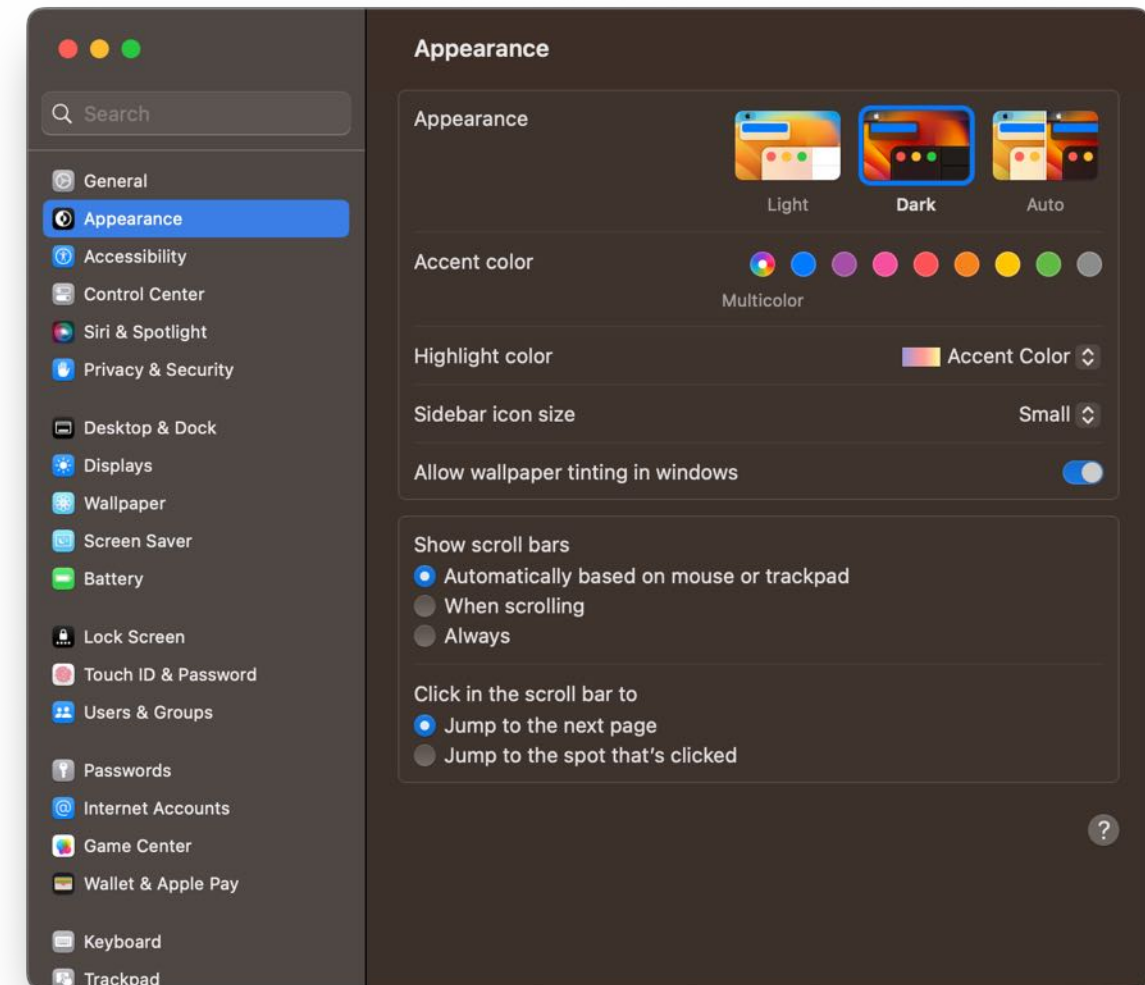 Search
General
Appearance
Accessibility
Control Center
Siri & Spotlight
Privacy & Security
Desktop & Dock
Displays
Wallpaper
Screen Saver
Battery
Lock Screen
Touch ID & Password
Users & Groups
Passwords
Internet Accounts
Game Center
Wallet & Apple Pay
Keyboard
Trackpad
Appearance
Appearance
Light Dark Auto
Accent color
Multicolor
Highlight color Accent Color
Sidebar icon size Small
Allow wallpaper tinting in windows
Show scroll bars
Automatically based on mouse or trackpad
When scrolling
Always
Click in the scroll bar to
Jump to the next page
Jump to the spot that’s clicked
?